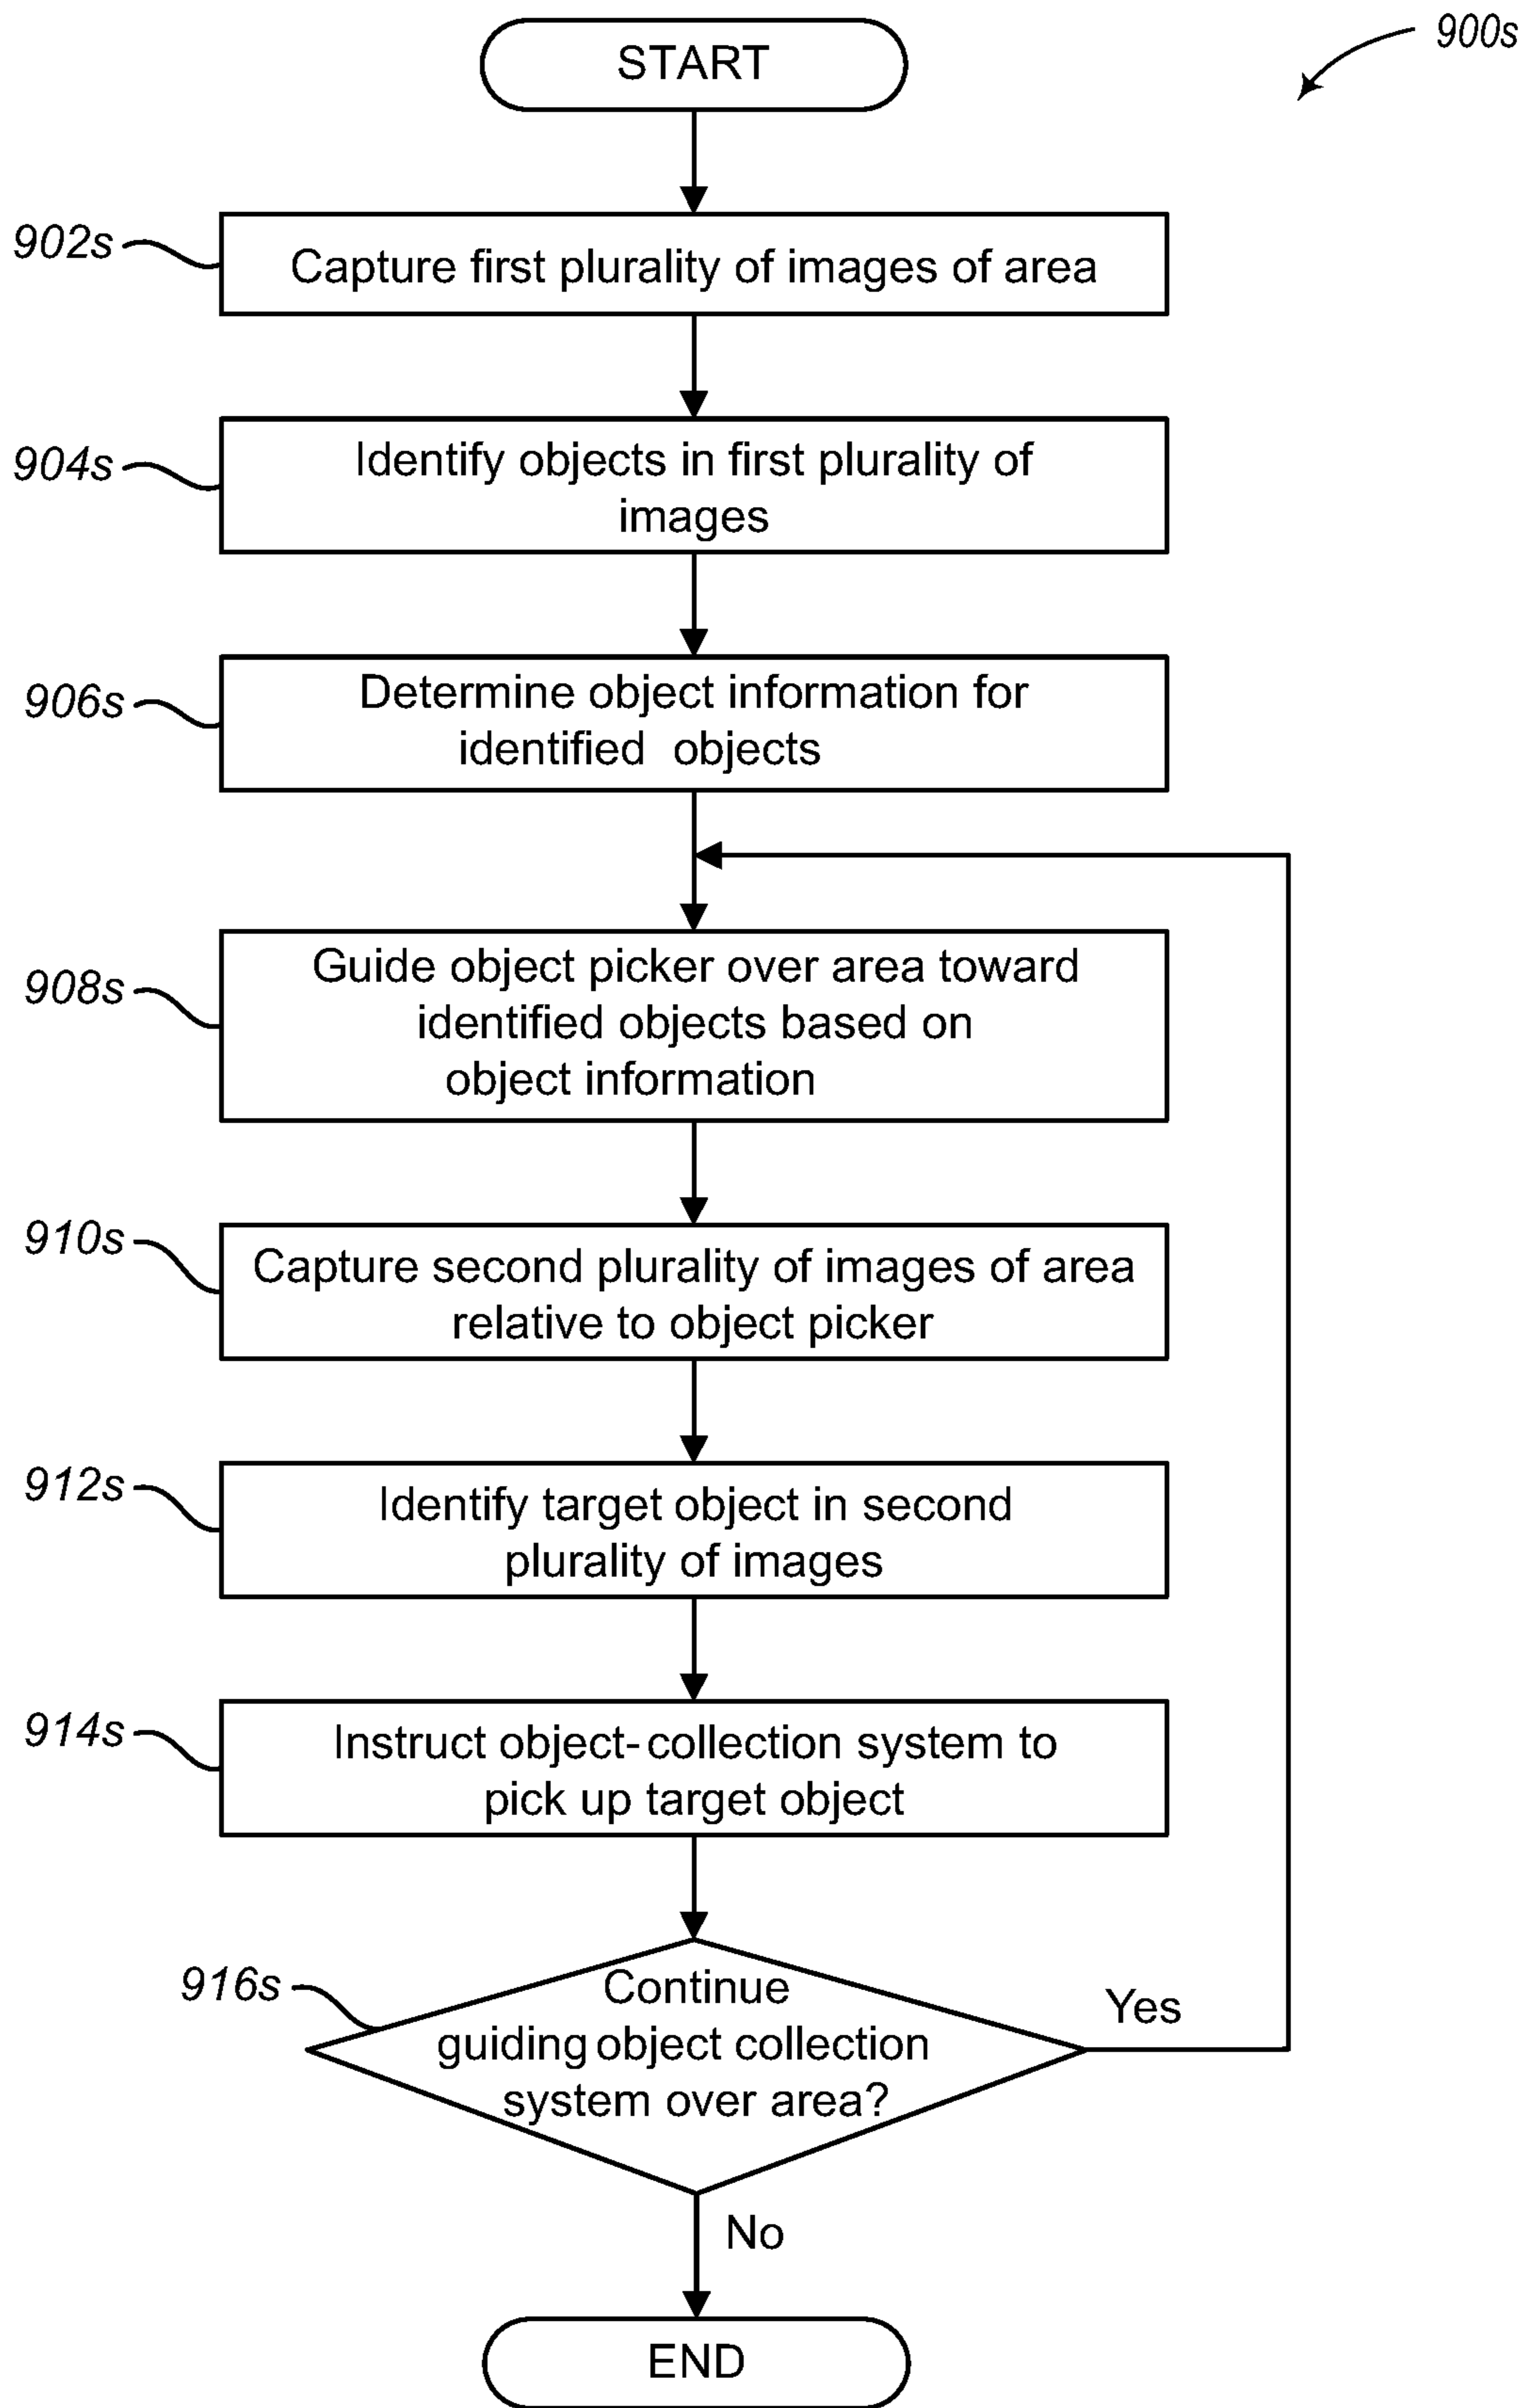 START
900s
902s
Capture first plurality of images of area
904s
Identify objects in first plurality of
images
906s
Determine object information for
identified objects
908s
Guide object picker over area toward
identified objects based on
object information
910s
Capture second plurality of images of area
relative to object picker
912s
Identify target object in second
plurality of images
914s
Instruct object-collection system to
pick up target object
916s
Continue
guiding object collection
system over area?
Yes
No
END